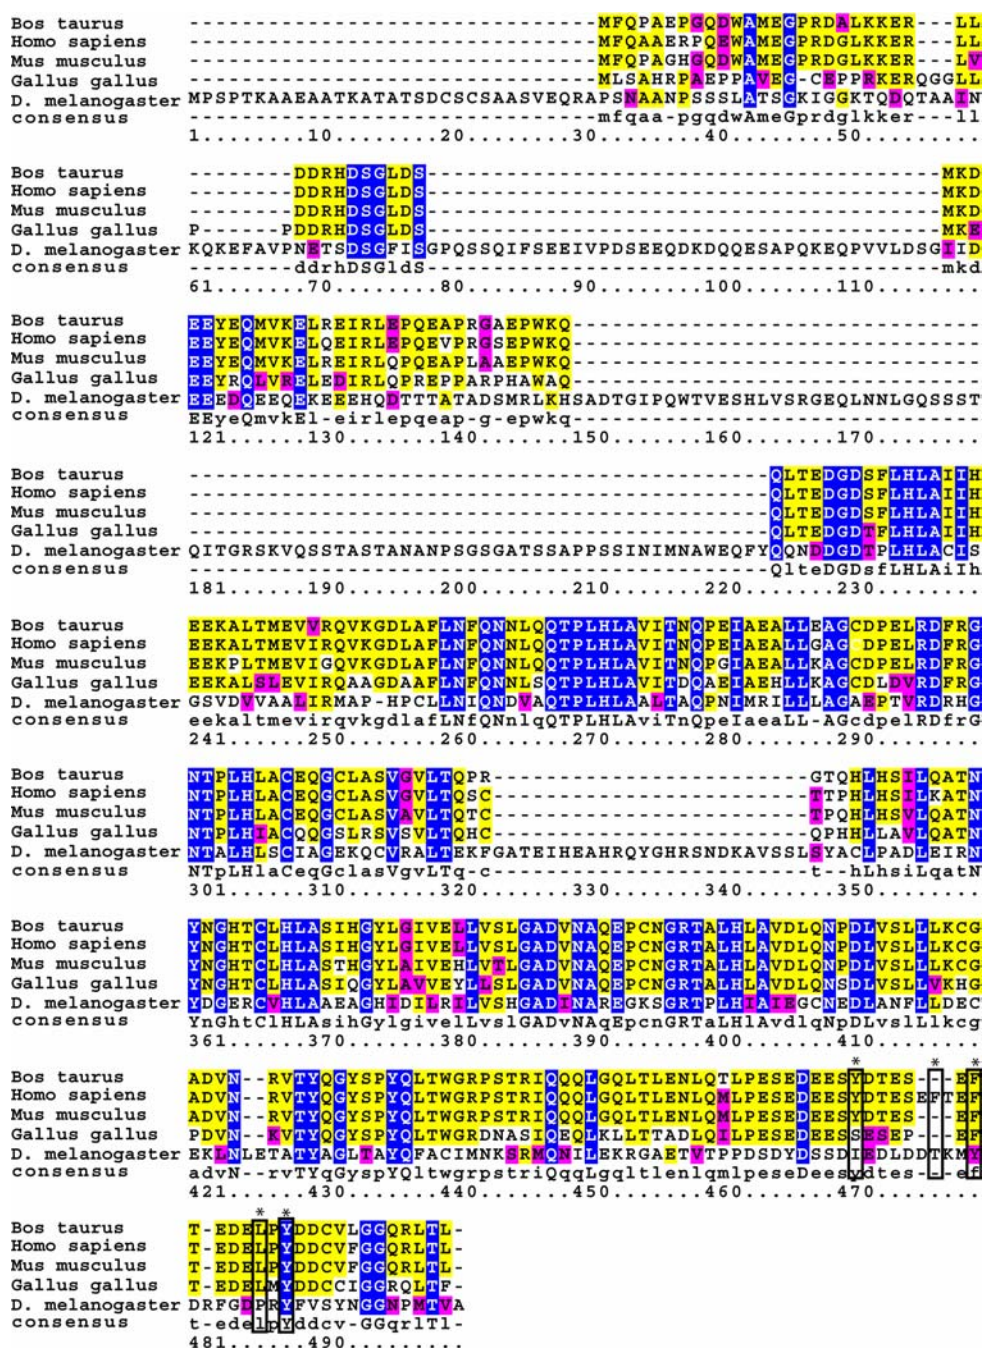 Bos taurus -------------------------------MFQPAEPGQDWAMEGPRDALKKER---LL
Homo sapiens -------------------------------MFQAAERPQEWAMEGPRDGLKKER---LL
Mus musculus -------------------------------MFQPAGHGQDWAMEGPRDGLKKER---LV
Gallus gallus -------------------------------MLSAHRPAEPPAVEG-CEPPRKERQGGLL
D. melanogaster MPSPTKAAEAATKATATSDCSCSAASVEQRAPSNAANPSSSLATSGKIGGKTQDQTAAIN
consensus -------------------------------mfqaa-pgqdwAmeGprdglkker---ll
1........10........20........30........40........50.........
Bos taurus --------DDRHDSGLDS---------------------------------------MKD
Homo sapiens --------DDRHDSGLDS---------------------------------------MKD
Mus musculus --------DDRHDSGLDS---------------------------------------MKD
Gallus gallus P------PDDRHDSGLDS---------------------------------------MKE
D. melanogaster KQKEFAVPNETSDSGFISGPQSSQIFSEEIVPDSEEQDKDQQESAPQKEQPVVLDSGIID
consensus --------ddrhDSGldS---------------------------------------mkd
61.......70........80........90........100.......110........
Bos taurus EEYEQMVKELREIRLEPQEAPRGAEPWKQ-------------------------------
Homo sapiens EEYEQMVKELQEIRLEPQEVPRGSEPWKQ-------------------------------
Mus musculus EEYEQMVKELREIRLQPQEAPLAAEPWKQ-------------------------------
Gallus gallus EEYRQLVRELEDIRLQPREPPARPHAWAQ-------------------------------
D. melanogaster EEEDQEEQEKEEEHQDTTTATADSMRLKHSADTGIPQWTVESHLVSRGEQLNNLGQSSST
consensus EEyeQmvkEl-eirlepqeap-g-epwkq-------------------------------
121......130.......140.......150.......160.......170........
Bos taurus --------------------------------------------QLTEDGDSFLHLAIIH
Homo sapiens --------------------------------------------QLTEDGDSFLHLAIIH
Mus musculus --------------------------------------------QLTEDGDSFLHLAIIH
Gallus gallus --------------------------------------------QLTEDGDTFLHLAIIH
D. melanogaster QITGRSKVQSSTASTANANPSGSGATSSAPPSSINIMNAWEQFYQQNDDGDTPLHLACIS
consensus --------------------------------------------QlteDGDsfLHLAiIh
181......190.......200.......210.......220.......230........
Bos taurus EEKALTMEVVRQVKGDLAFLNFQNNLQQTPLHLAVITNQPEIAEALLEAGCDPELRDFRG
Homo sapiens EEKALTMEVIRQVKGDLAFLNFQNNLQQTPLHLAVITNQPEIAEALLGAGCDPELRDFRG
Mus musculus EEKPLTMEVIGQVKGDLAFLNFQNNLQQTPLHLAVITNQPGIAEALLKAGCDPELRDFRG
Gallus gallus EEKALSLEVIRQAAGDAAFLNFQNNLSQTPLHLAVITDQAEIAEHLLKAGCDLDVRDFRG
D. melanogaster GSVDVVAALIRMAP-HPCLLNIQNDVAQTPLHLAALTAQPNIMRILLLAGAEPTVRDRHG
consensus eekaltmevirqvkgdlafLNfQNnlqQTPLHLAviTnQpeIaeaLL-AGcdpelRDfrG
241......250.......260.......270.......280.......290........
Bos taurus NTPLHLACEQGCLASVGVLTQPR------------------------GTQHLHSILQATN
Homo sapiens NTPLHLACEQGCLASVGVLTQSC------------------------TTPHLHSILKATN
Mus musculus NTPLHLACEQGCLASVAVLTQTC------------------------TPQHLHSVLQATN
Gallus gallus NTPLHIACQQGSLRSVSVLTQHC------------------------QPHHLLAVLQATN
D. melanogaster NTALHLSCIAGEKQCVRALTEKFGATEIHEAHRQYGHRSNDKAVSSLSYACLPADLEIRN
consensus NTpLHlaCeqGclasVgvLTq-c------------------------t-hLhsiLqatN
301......310.......320.......330.......340.......350........
Bos taurus YNGHTCLHLASIHGYLGIVELLVSLGADVNAQEPCNGRTALHLAVDLQNPDLVSLLLKCG
Homo sapiens YNGHTCLHLASIHGYLGIVELLVSLGADVNAQEPCNGRTALHLAVDLQNPDLVSLLLKCG
Mus musculus YNGHTCLHLASTHGYLAIVEHLVTLGADVNAQEPCNGRTALHLAVDLQNPDLVSLLLKCG
Gallus gallus YNGHTCLHLASIQGYLAVVEYLLSLGADVNAQEPCNGRTALHLAVDLQNSDLVSLLVKHG
D. melanogaster YDGERCVHLAAEAGHIDILRILVSHGADINAREGKSGRTPLHIAIEGCNEDLANFLLDEC
consensus YnGhtClHLAsihGylgivelLvslGADvNAqEpcnGRTaLHlAvdlqNpDLvslLlkcg
361......370.......380.......390.......400.......410........
* * *
Bos taurus ADVN--RVTYQGYSPYQLTWGRPSTRIQQQLGQLTLENLQTLPESEDEESYDTES--EF
Homo sapiens ADVN--RVTYQGYSPYQLTWGRPSTRIQQQLGQLTLENLQMLPESEDEESYDTESEFTEF
Mus musculus ADVN--RVTYQGYSPYQLTWGRPSTRIQQQLGQLTLENLQMLPESEDEESYDTES--EF
Gallus gallus PDVN--KVTYQGYSPYQLTWGRDNASIQEQLKLLTTADLQILPESEDEESSESEP--EF
D. melanogaster EKLNLETATYAGLTAYQFACIMNKSRMQNILEKRGAETVTPPDSDYDSSDIEDLDDTKMY
consensus advN--rvTYqGyspYQltwgrpstriQqqLgqltlenlqmlpeseDeesydtes---ef
421......430.......440.......450.......460.......470........
* *
Bos taurus T-EDELPYDDCVLGGQRLTL-
Homo sapiens T-EDELPYDDCVFGGQRLTL-
Mus musculus T-EDELPYDDCVFGGQRLTL-
Gallus gallus T-EDELMYDDCCIGGRQLTF-
D. melanogaster DRFGDPRYFVSYNGGNPMTVA
consensus t-edelpYddcv-GGqrlTl-
481......490..........